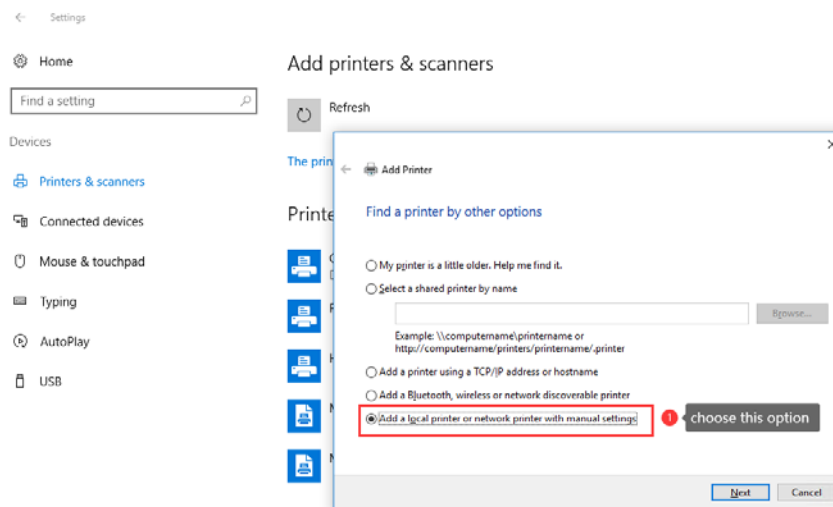 Settings
Home
Find a setting
Devices
Printers & scanners
Connected devices
Mouse & touchpad
Typing
AutoPlay
USB
Add printers & scanners
Refresh
The prin
Printe
Add Printer
Find a printer by other options
My printer is a little older. Help me find it.
Select a shared printer by name
Browse...
Example: \\computername\printername or
http://computername/printers/printername/.printer
Add a printer using a TCP/IP address or hostname
Add a Bluetooth, wireless or network discoverable printer
Add a local printer or network printer with manual settings
1 choose this option
Next Cancel